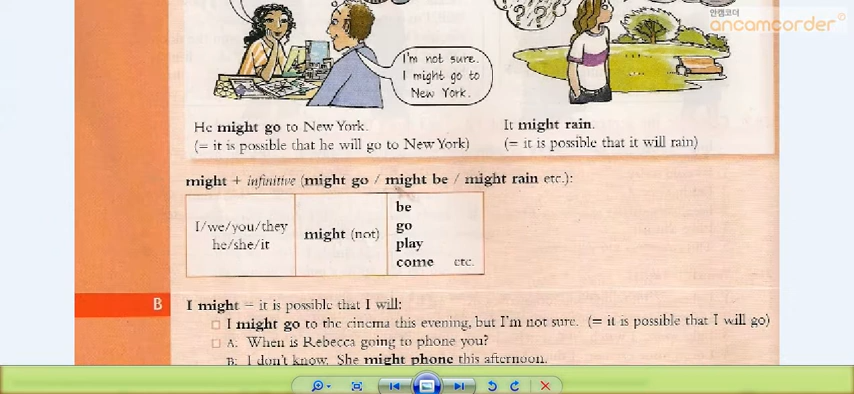 안캠코더
ancamcorder
I'm not sure.
I might go to
New York.
He might go to New York.
(= it is possible that he will go to New York)
It might rain.
(= it is possible that it will rain)
might + infinitive (might go / might be / might rain etc.):
I/we/you/they
he/she/it
might (not)
be
go
play
come etc.
B I might = it is possible that I will:
□ I might go to the cinema this evening, but I'm not sure. (= it is possible that I will go)
□ A: When is Rebecca going to phone you?
B: I don't know. She might phone this afternoon.